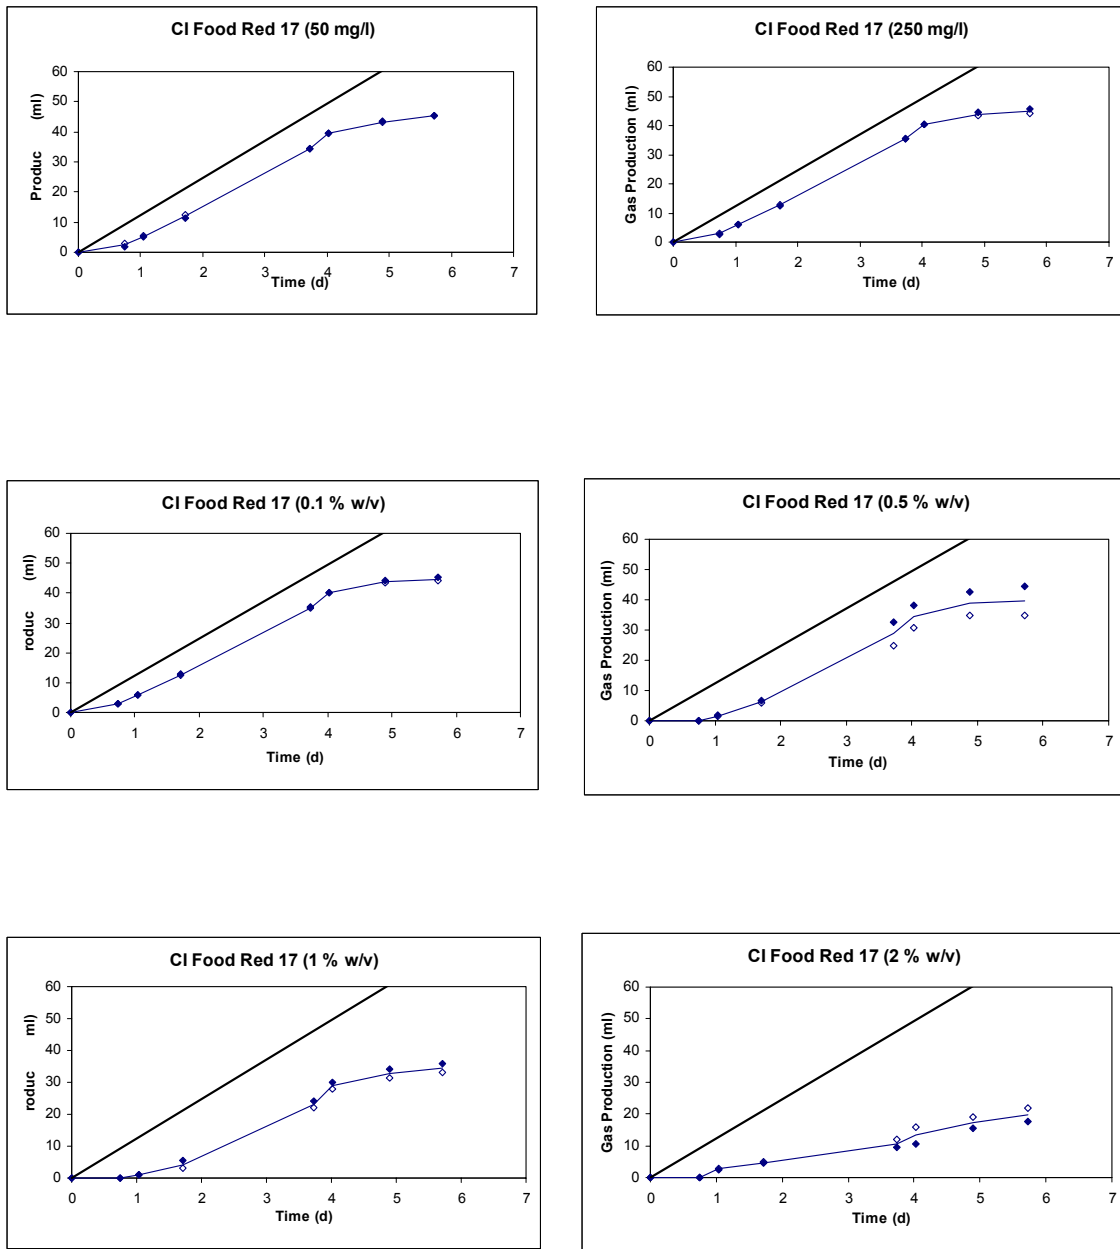 CI Food Red 17 (50 mg/l)
60
50
40
30
20
10
0
Produc (ml)
0 1 2 3 4 5 6 7
Time (d)
CI Food Red 17 (250 mg/l)
60
50
40
30
20
10
0
Gas Production (ml)
0 1 2 3 4 5 6 7
Time (d)
CI Food Red 17 (0.1 % w/v)
60
50
40
30
20
10
0
roduc (ml)
0 1 2 3 4 5 6 7
Time (d)
CI Food Red 17 (0.5 % w/v)
60
50
40
30
20
10
0
Gas Production (ml)
0 1 2 3 4 5 6 7
Time (d)
CI Food Red 17 (1 % w/v)
60
50
40
30
20
10
0
roduc ml)
0 1 2 3 4 5 6 7
Time (d)
CI Food Red 17 (2 % w/v)
60
50
40
30
20
10
0
Gas Production (ml)
0 1 2 3 4 5 6 7
Time (d)